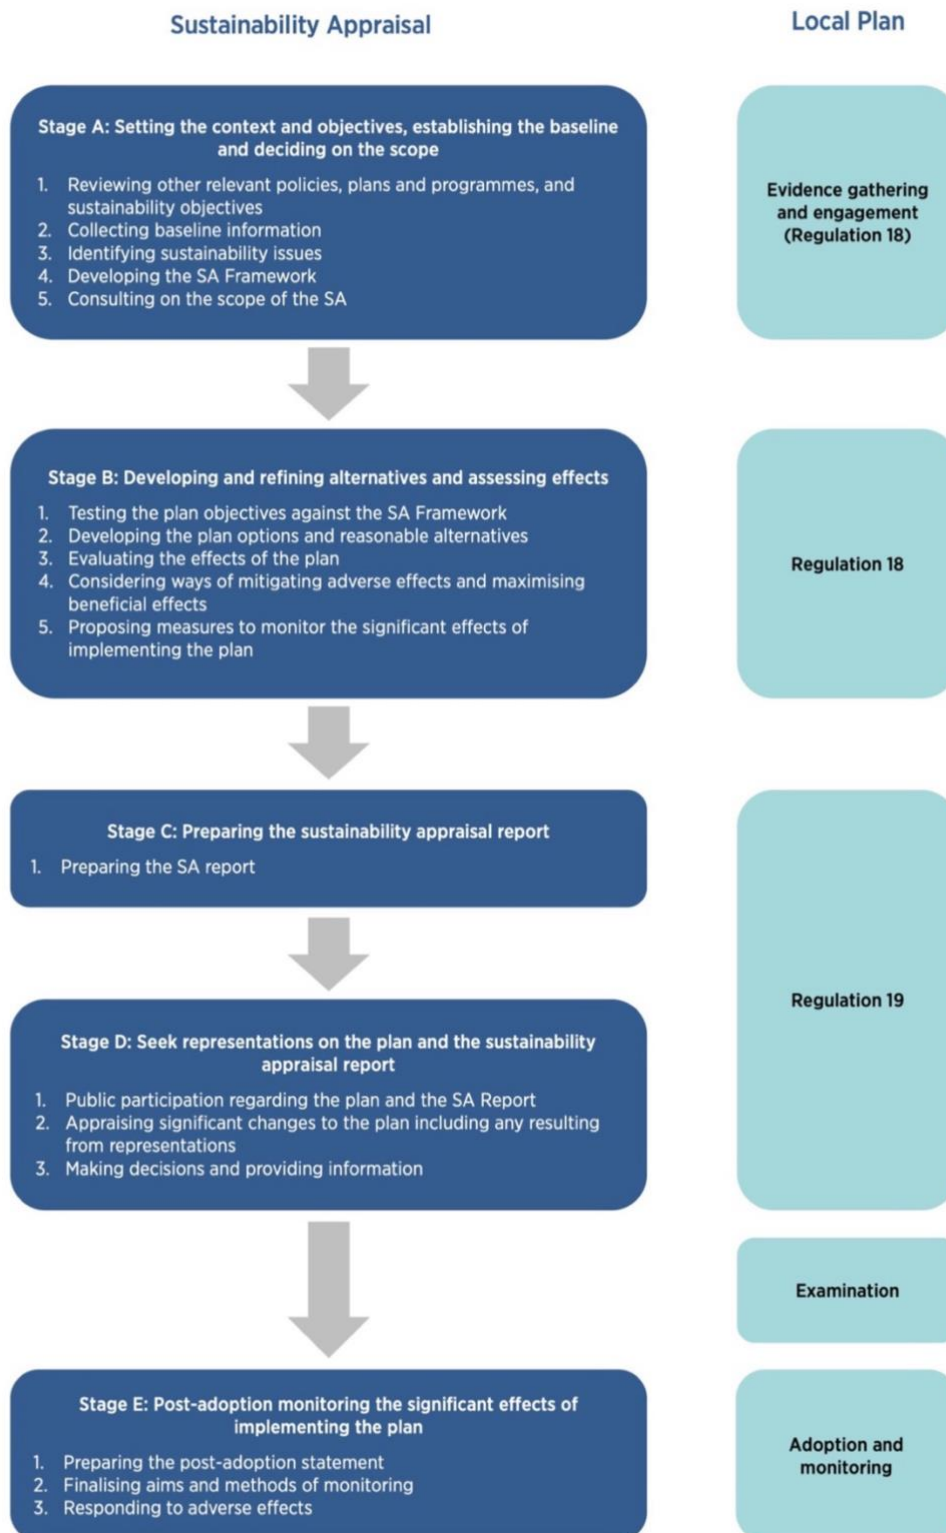 Sustainability Appraisal
Local Plan
Stage A: Setting the context and objectives, establishing the baseline
and deciding on the scope
1. Reviewing other relevant policies, plans and programmes, and
sustainability objectives
2. Collecting baseline information
3. Identifying sustainability issues
4. Developing the SA Framework
5. Consulting on the scope of the SA
Evidence gathering
and engagement
(Regulation 18)
Stage B: Developing and refining alternatives and assessing effects
1. Testing the plan objectives against the SA Framework
2. Developing the plan options and reasonable alternatives
3. Evaluating the effects of the plan
4. Considering ways of mitigating adverse effects and maximising
beneficial effects
5. Proposing measures to monitor the significant effects of
implementing the plan
Regulation 18
Stage C: Preparing the sustainability appraisal report
1. Preparing the SA report
Stage D: Seek representations on the plan and the sustainability
appraisal report
1. Public participation regarding the plan and the SA Report
2. Appraising significant changes to the plan including any resulting
from representations
3. Making decisions and providing information
Regulation 19
Examination
Stage E: Post-adoption monitoring the significant effects of
implementing the plan
1. Preparing the post-adoption statement
2. Finalising aims and methods of monitoring
3. Responding to adverse effects
Adoption and
monitoring